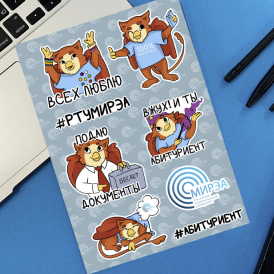 ВСЕХ ЛЮБЛЮ
#РТУМИРЭА
ВЖУХ! И ТЫ
АБИТУРИЕНТ
ПОДАЮ
SECRET
ДОКУМЕНТЫ
МИРЭА
#АБИТУРИЕНТ